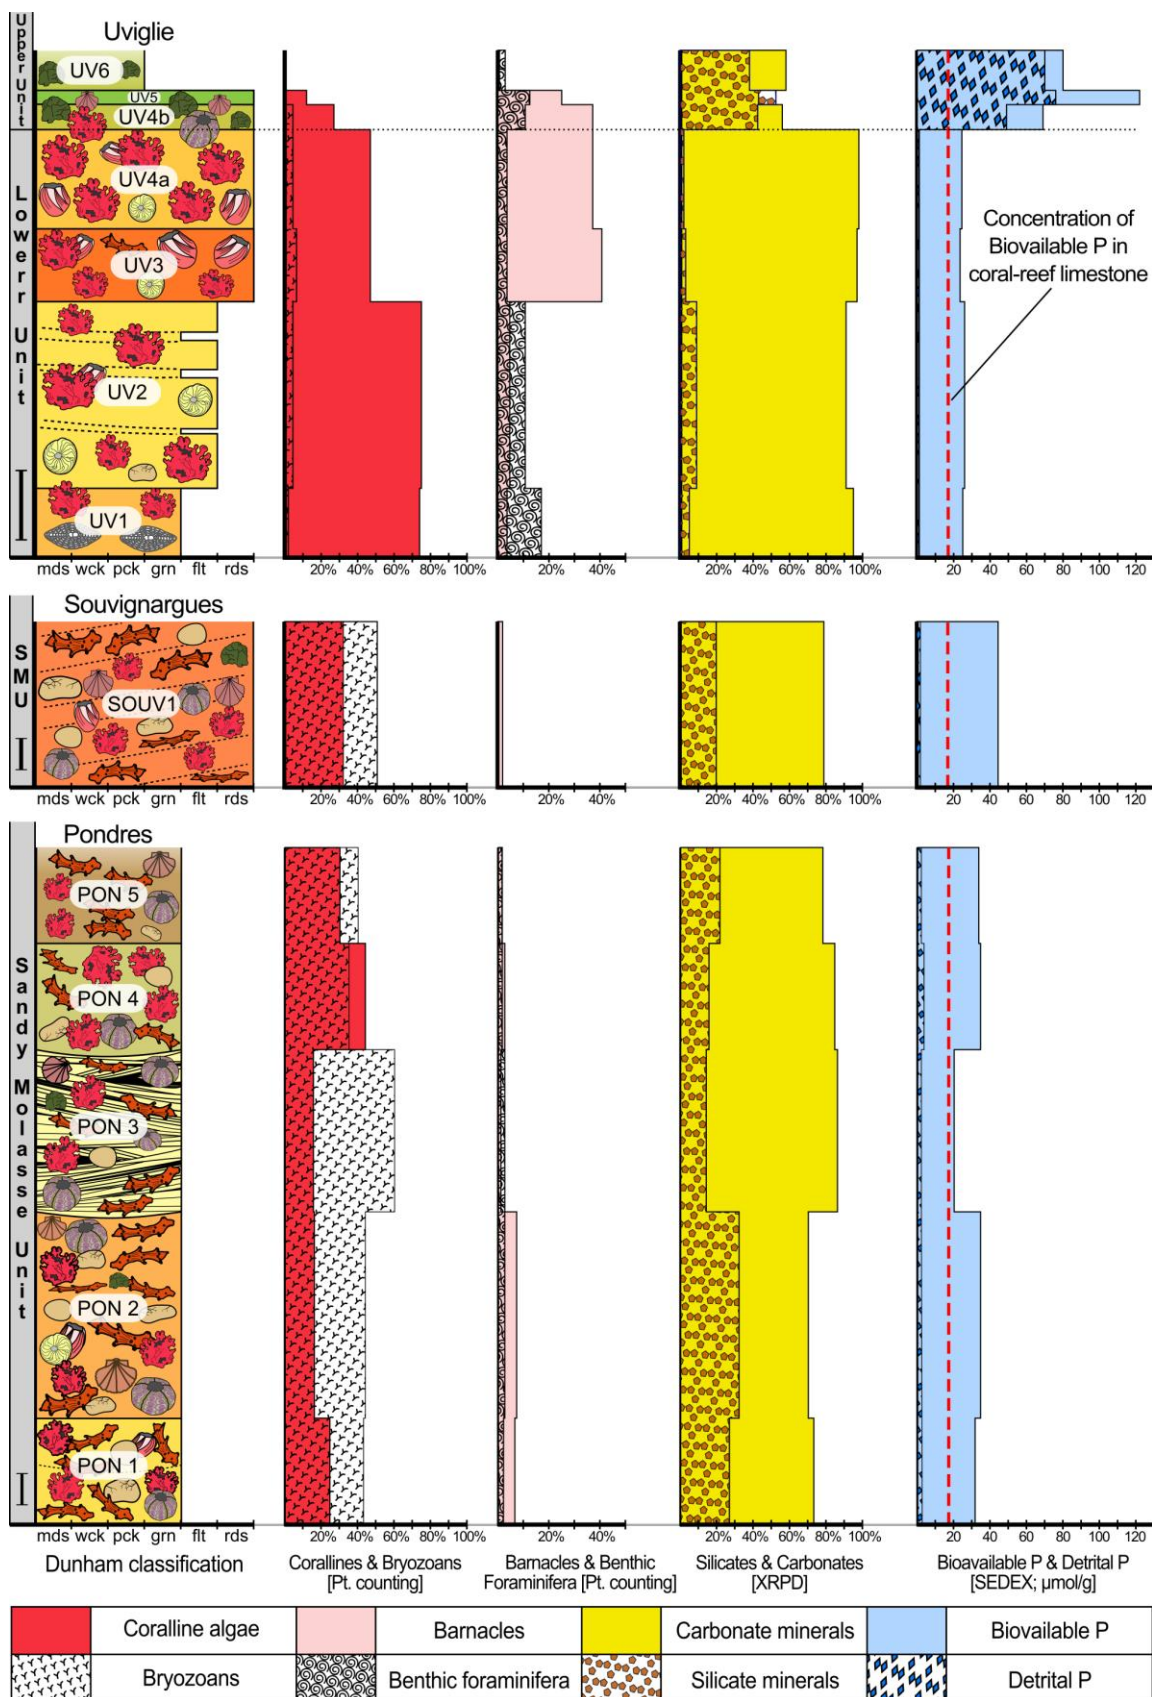 Uviglie
Upper Unit
UV6
UV5
UV4b
Lowerr Unit
UV4a
UV3
UV2
UV1
Concentration of
Biovailable P in
coral-reef limestone
mds wck pck grn flt rds
20% 40% 60% 80% 100%
20% 40%
20% 40% 60% 80% 100%
20 40 60 80 100 120
Souvignargues
SMU
SOUV1
mds wck pck grn flt rds
20% 40% 60% 80% 100%
20% 40%
20% 40% 60% 80% 100%
20 40 60 80 100 120
Pondres
Sandy Molasse Unit
PON 5
PON 4
PON 3
PON 2
PON 1
mds wck pck grn flt rds
20% 40% 60% 80% 100%
20% 40%
20% 40% 60% 80% 100%
20 40 60 80 100 120
Dunham classification
Corallines & Bryozoans
[Pt. counting]
Barnacles & Benthic
Foraminifera [Pt. counting]
Silicates & Carbonates
[XRPD]
Bioavailable P & Detrital P
[SEDEX; µmol/g]
Coralline algae
Barnacles
Carbonate minerals
Biovailable P
Bryozoans
Benthic foraminifera
Silicate minerals
Detrital P